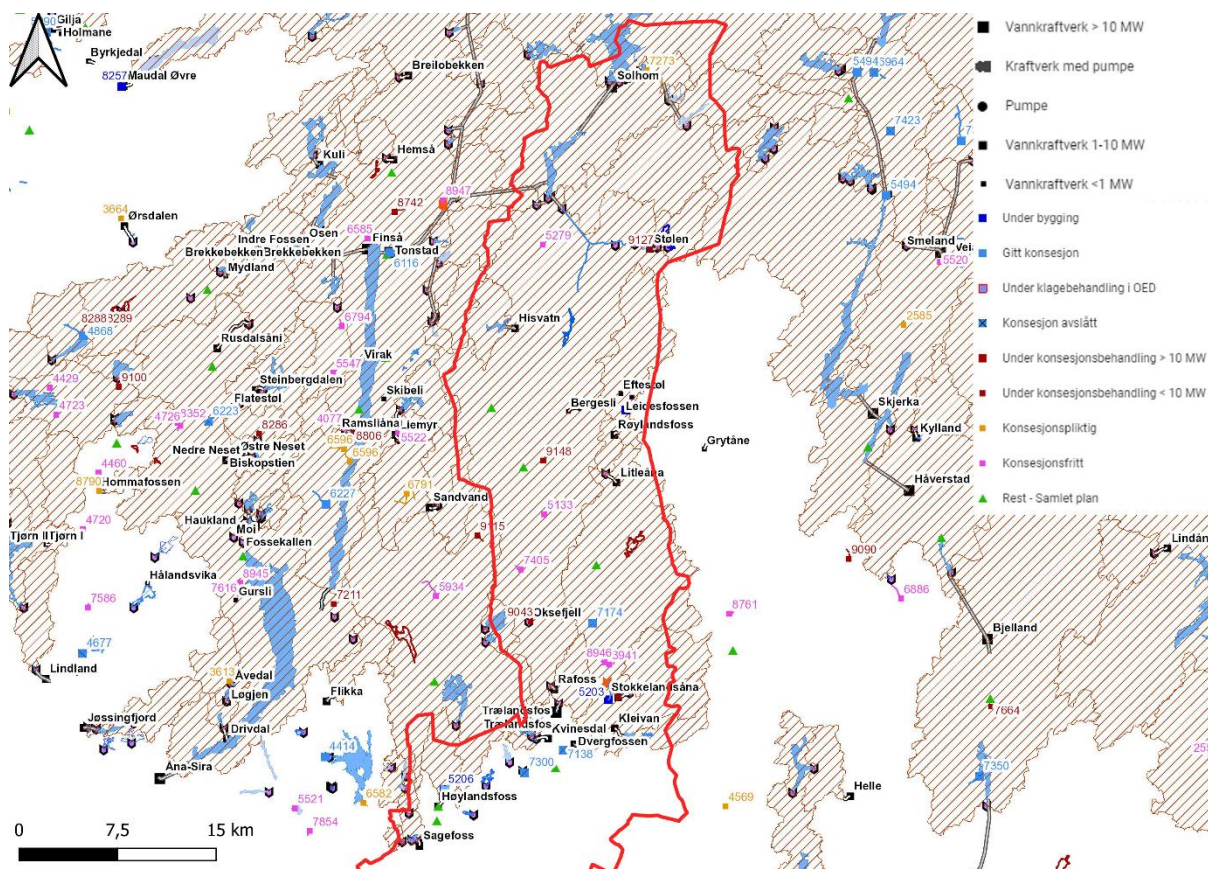 5090
Gilja
Holmane
Byrkjedal
8257
Maudal Øvre
Breilobekken
7273
Solhom
5494
6964
7423
Kuli
Hemså
5494
3664
Ørsdalen
8742
8947
Osen
6585
Finså
Indre Fossen
Brekkebekken
Brekkebekken
Tonstad
6116
Mydland
5279
9127
Stølen
Smeland
5520
8288
8289
4868
6794
Hisvatn
2585
Rusdalsåni
Virak
5547
4429
9100
Steinbergdalen
Skibeli
Eftestøl
4723
Flatestøl
Bergesli
Leidesfossen
Skjerka
4726
3352
6223
4077
Ramslåna
8806
Liemyr
5522
Røylandsfoss
Kylland
8286
Nedre Neset
Østre Neset
Biskopstien
6596
6596
Grytåne
4460
9148
8790
Hommafossen
6791
Litleåna
Håverstad
6227
Sandvand
4720
Haukland
Moi
Fossekallen
5133
Tjørn II
Tjørn I
9115
Lindån
9090
Hålandsvika
8945
7405
7616
Gursli
5934
6886
7586
7211
8761
9043
Oksefjell
7174
Bjelland
4677
Lindland
8946
3941
3613
Åvedal
Løgjen
Flikka
Rafoss
5203
Stokkelandsåna
7664
Jøssingfjord
Drivdal
Trælandsfos
Trælandsfos
Kvinesdal
Kleivan
Dvergfossen
7138
4414
7300
7350
Åna-Sira
5206
Helle
5521
6582
Høylandsfoss
4569
7854
Sagefoss
0
7,5
15 km
Vannkraftverk > 10 MW
Kraftverk med pumpe
Pumpe
Vannkraftverk 1-10 MW
Vannkraftverk <1 MW
Under bygging
Gitt konsesjon
Under klagebehandling i OED
Konsesjon avslått
Under konsesjonsbehandling > 10 MW
Under konsesjonsbehandling < 10 MW
Konsesjonspliktig
Konsesjonsfritt
Rest - Samlet plan